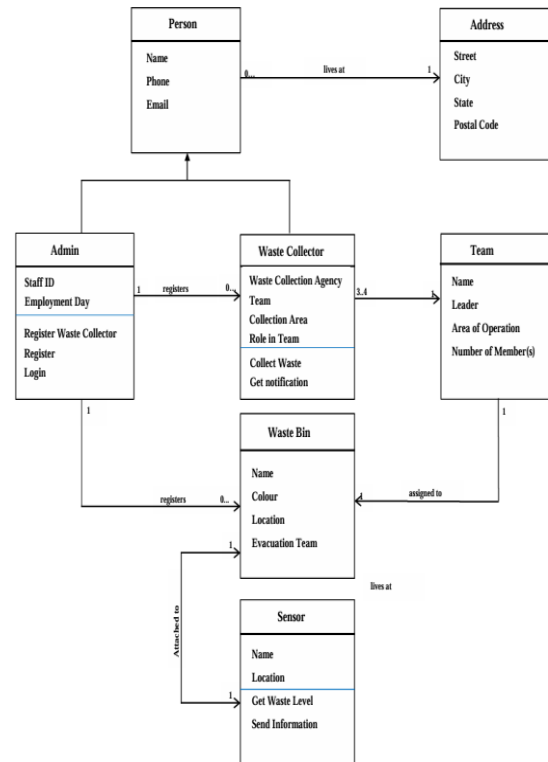 Person
Name
Phone
Email
0...
lives at
1
Address
Street
City
State
Postal Code
Admin
Staff ID
Employment Day
Register Waste Collector
Register
Login
1
registers
0...
Waste Collector
Waste Collection Agency
Team
Collection Area
Role in Team
Collect Waste
Get notification
3..4
1
Team
Name
Leader
Area of Operation
Number of Member(s)
1
registers
0...
Waste Bin
Name
Colour
Location
Evacuation Team
1
assigned to
1
1
Attached to
1
lives at
Sensor
Name
Location
Get Waste Level
Send Information